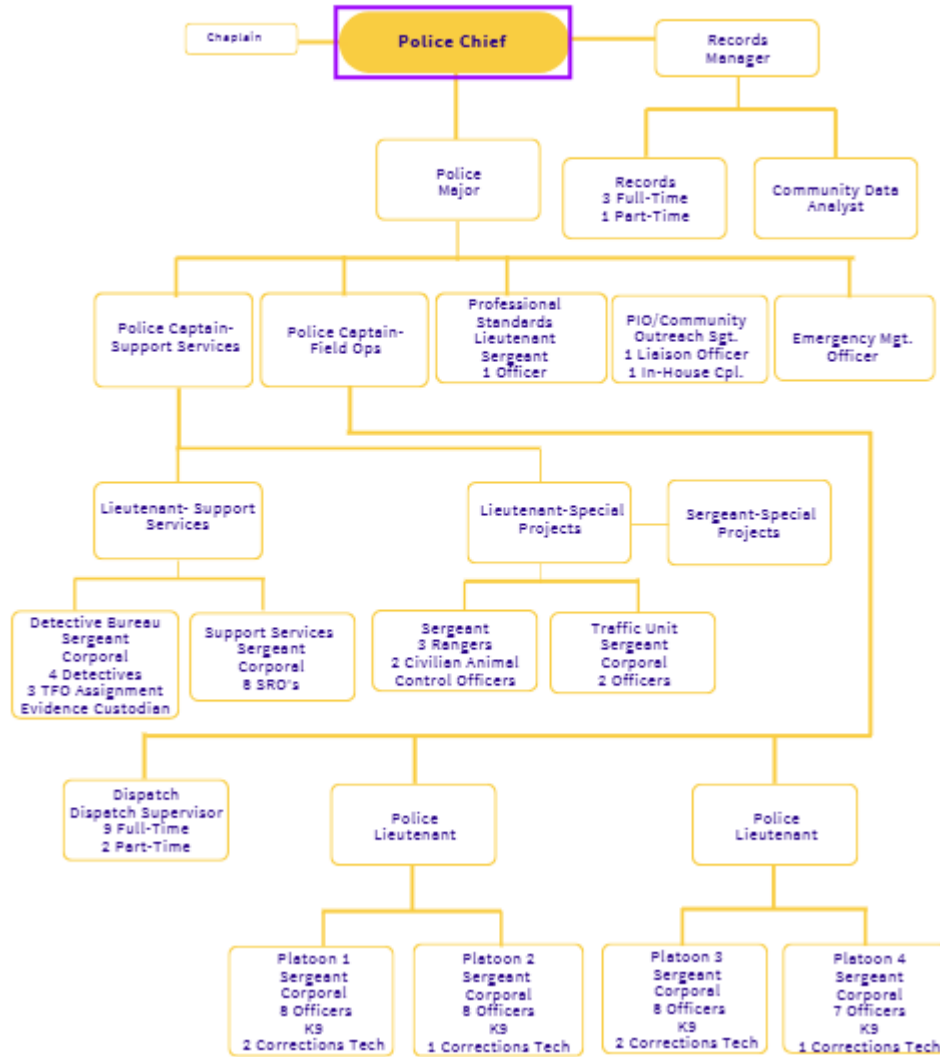 Chaplain
Police Chief
Records
Manager
Police
Major
Records
3 Full-Time
1 Part-Time
Community Data
Analyst
Police Captain-
Support Services
Police Captain-
Field Ops
Professional
Standards
Lieutenant
Sergeant
1 Officer
PIO/Community
Outreach Sgt.
1 Liaison Officer
1 In-House Cpl.
Emergency Mgt.
Officer
Lieutenant- Support
Services
Lieutenant-Special
Projects
Sergeant-Special
Projects
Detective Bureau
Sergeant
Corporal
4 Detectives
3 TFO Assignment
Evidence Custodian
Support Services
Sergeant
Corporal
8 SRO's
Sergeant
3 Rangers
2 Civilian Animal
Control Officers
Traffic Unit
Sergeant
Corporal
2 Officers
Dispatch
Dispatch Supervisor
9 Full-Time
2 Part-Time
Police
Lieutenant
Police
Lieutenant
Platoon 1
Sergeant
Corporal
8 Officers
K9
2 Corrections Tech
Platoon 2
Sergeant
Corporal
8 Officers
K9
1 Corrections Tech
Platoon 3
Sergeant
Corporal
8 Officers
K9
2 Corrections Tech
Platoon 4
Sergeant
Corporal
7 Officers
K9
1 Corrections Tech